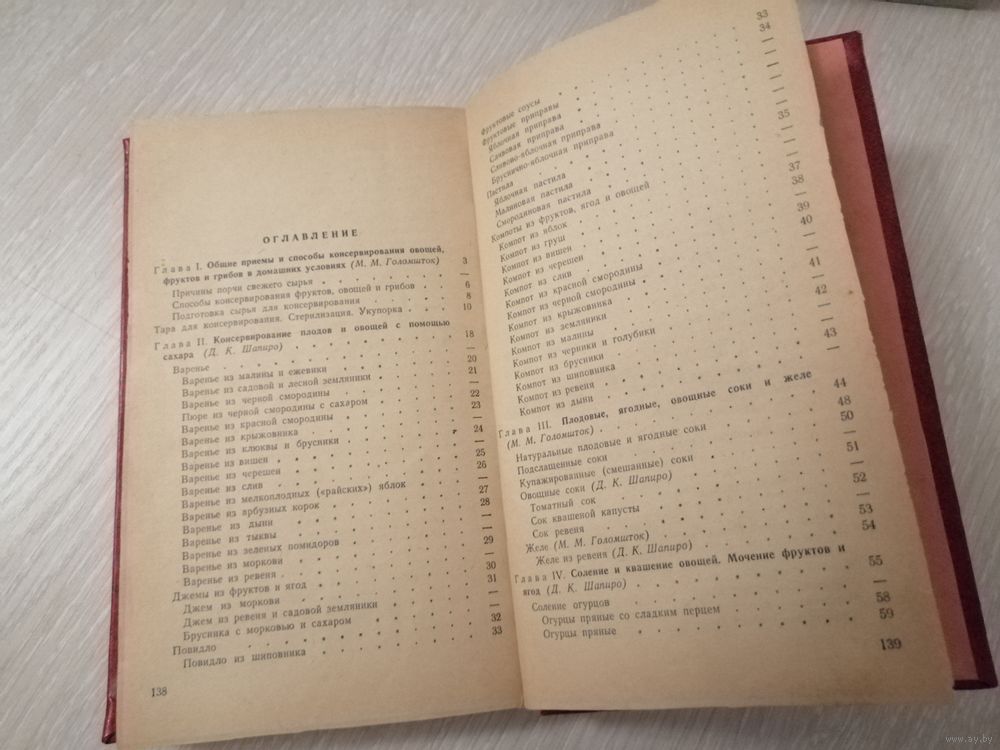 ОГЛАВЛЕНИЕ
Глава I. Общие приемы и способы консервирования овощей,
фруктов и грибов в домашних условиях (М. М. Голомшток) 3
Причины порчи свежего сырья —
Способы консервирования фруктов, овощей и грибов 6
Подготовка сырья для консервирования 8
Тара для консервирования. Стерилизация. Укупорка 10
Глава II. Консервирование плодов и овощей с помощью
сахара (Д. К. Шапиро) 18
Варенье —
Варенье из малины и ежевики 20
Варенье из садовой и лесной земляники 21
Варенье из черной смородины —
Пюре из черной смородины с сахаром 22
Варенье из красной смородины 23
Варенье из крыжовника —
Варенье из клюквы и брусники 24
Варенье из вишен —
Варенье из черешен 25
Варенье из слив 26
Варенье из мелкоплодных («райских») яблок —
Варенье из арбузных корок 27
Варенье из дыни 28
Варенье из тыквы —
Варенье из зеленых помидоров —
Варенье из моркови 29
Варенье из ревеня —
Джемы из фруктов и ягод 30
Джем из моркови 31
Джем из ревеня и садовой земляники —
Брусника с морковью и сахаром —
Повидло 32
Повидло из шиповника 33
138
Фруктовые соусы 33
Фруктовые приправы 34
Яблочная приправа —
Сливовая приправа —
Сливово-яблочная приправа —
Бруснично-яблочная приправа —
Пастила 35
Яблочная пастила —
Малиновая пастила —
Смородиновая пастила —
Компоты из фруктов, ягод и овощей 37
Компот из яблок 38
Компот из груш —
Компот из вишен 39
Компот из черешен 40
Компот из слив —
Компот из красной смородины —
Компот из черной смородины 41
Компот из крыжовника —
Компот из земляники 42
Компот из малины —
Компот из черники и голубики —
Компот из брусники 43
Компот из шиповника —
Компот из ревеня —
Компот из дыни —
Глава III. Плодовые, ягодные, овощные соки и желе
(М. М. Голомшток) 44
Натуральные плодовые и ягодные соки 48
Подслащенные соки 50
Купажированные (смешанные) соки —
Овощные соки (Д. К. Шапиро) 51
Томатный сок —
Сок квашеной капусты 52
Сок ревеня —
Желе (М. М. Голомшток) 53
Желе из ревеня (Д. К. Шапиро) 54
Глава IV. Соление и квашение овощей. Мочение фруктов и
ягод (Д. К. Шапиро) 55
Соление огурцов —
Огурцы пряные со сладким перцем 58
Огурцы пряные 59
139
www.ay.by